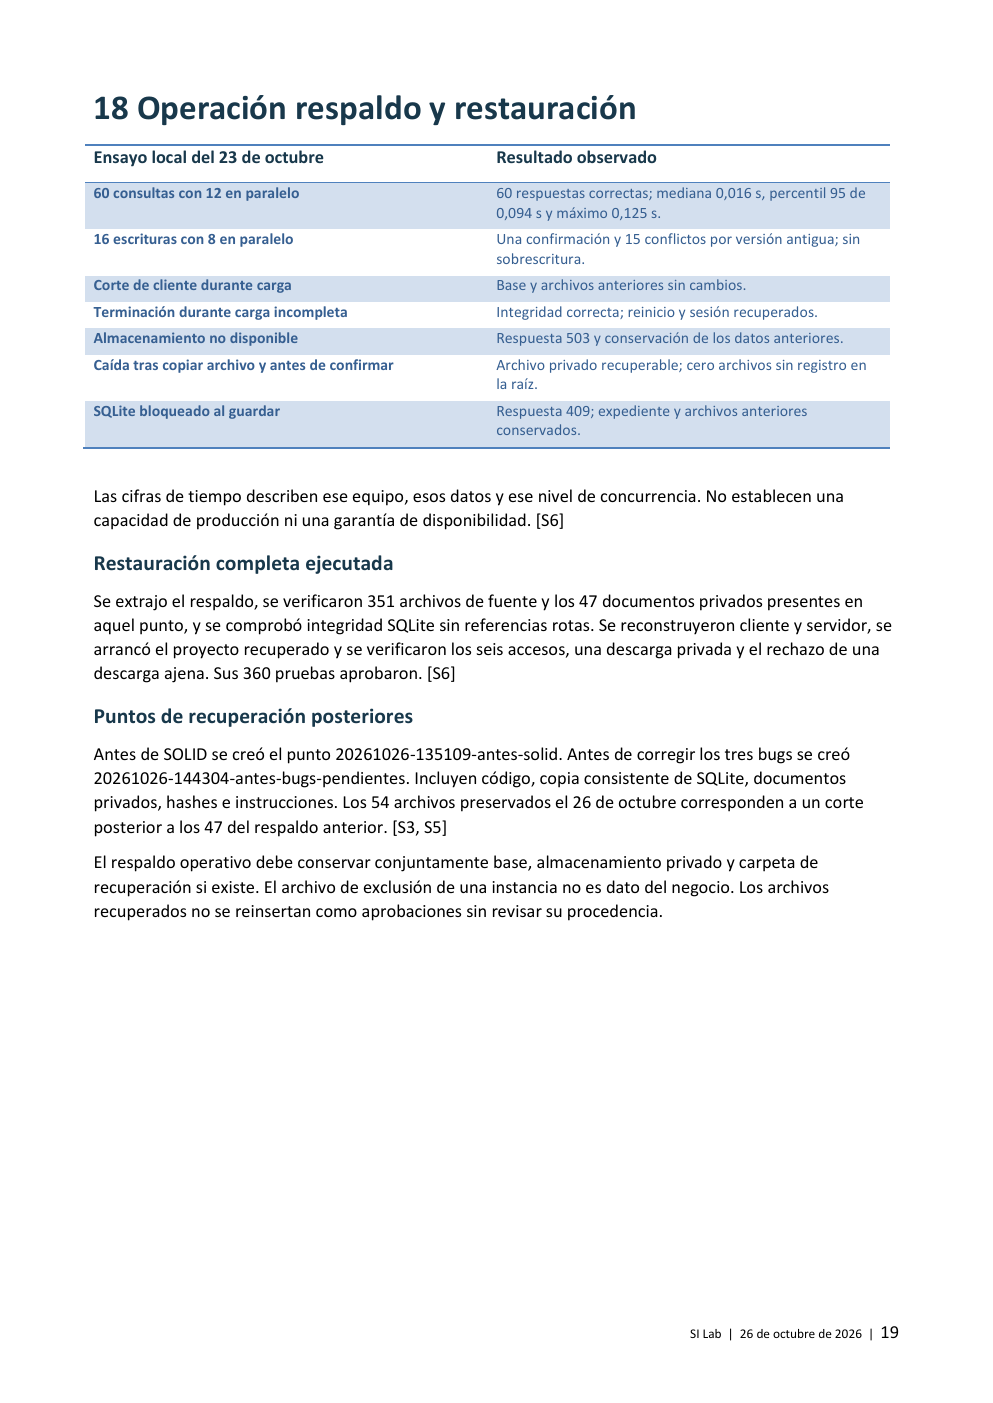 18 Operación respaldo y restauración
Ensayo local del 23 de octubre
Resultado observado
60 consultas con 12 en paralelo
60 respuestas correctas; mediana 0,016 s, percentil 95 de
0,094 s y máximo 0,125 s.
16 escrituras con 8 en paralelo
Una confirmación y 15 conflictos por versión antigua; sin
sobrescritura.
Corte de cliente durante carga
Base y archivos anteriores sin cambios.
Terminación durante carga incompleta
Integridad correcta; reinicio y sesión recuperados.
Almacenamiento no disponible
Respuesta 503 y conservación de los datos anteriores.
Caída tras copiar archivo y antes de confirmar
Archivo privado recuperable; cero archivos sin registro en
la raíz.
SQLite bloqueado al guardar
Respuesta 409; expediente y archivos anteriores
conservados.
Las cifras de tiempo describen ese equipo, esos datos y ese nivel de concurrencia. No establecen una
capacidad de producción ni una garantía de disponibilidad. [S6]
Restauración completa ejecutada
Se extrajo el respaldo, se verificaron 351 archivos de fuente y los 47 documentos privados presentes en
aquel punto, y se comprobó integridad SQLite sin referencias rotas. Se reconstruyeron cliente y servidor, se
arrancó el proyecto recuperado y se verificaron los seis accesos, una descarga privada y el rechazo de una
descarga ajena. Sus 360 pruebas aprobaron. [S6]
Puntos de recuperación posteriores
Antes de SOLID se creó el punto 20261026-135109-antes-solid. Antes de corregir los tres bugs se creó
20261026-144304-antes-bugs-pendientes. Incluyen código, copia consistente de SQLite, documentos
privados, hashes e instrucciones. Los 54 archivos preservados el 26 de octubre corresponden a un corte
posterior a los 47 del respaldo anterior. [S3, S5]
El respaldo operativo debe conservar conjuntamente base, almacenamiento privado y carpeta de
recuperación si existe. El archivo de exclusión de una instancia no es dato del negocio. Los archivos
recuperados no se reinsertan como aprobaciones sin revisar su procedencia.
SI Lab | 26 de octubre de 2026 | 19